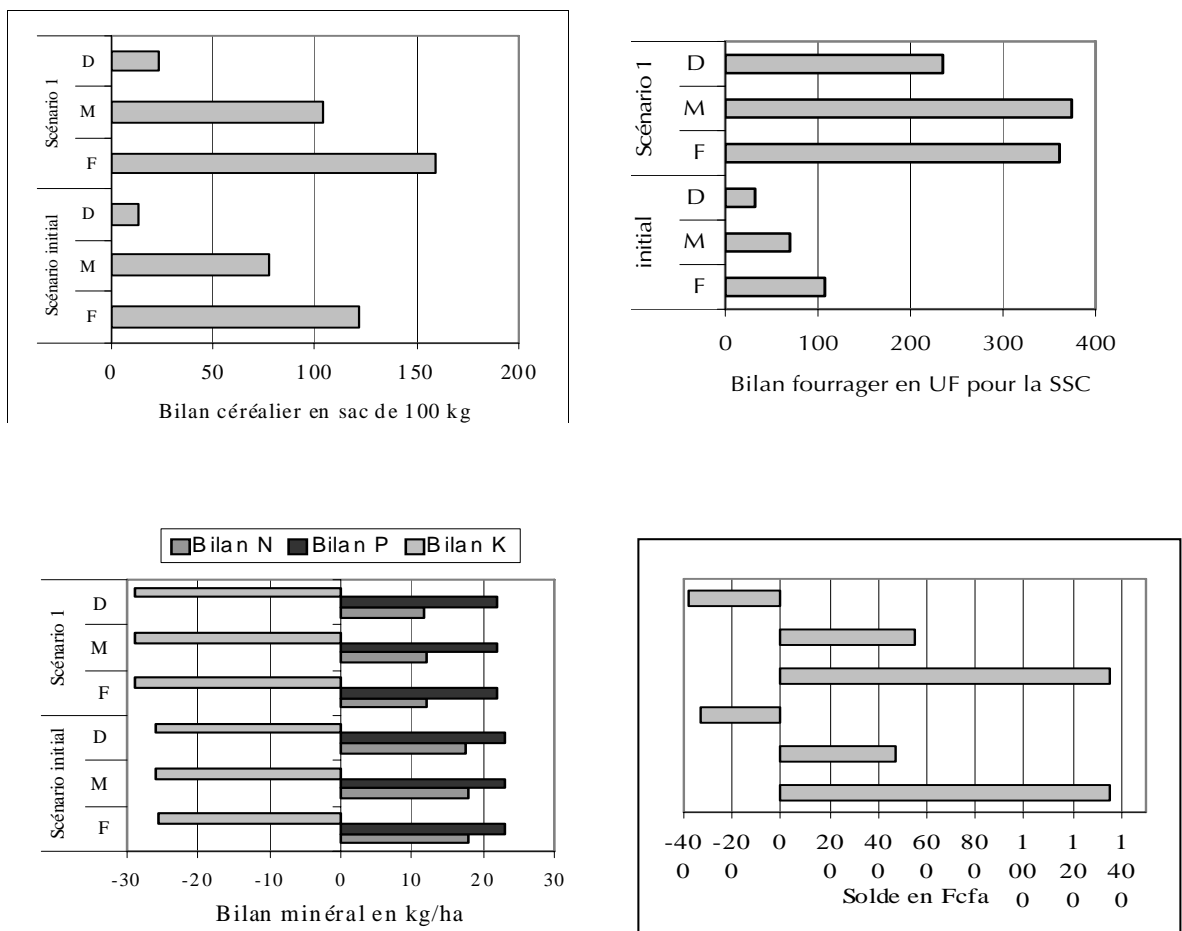 Scénario 1
D
M
F
Scénario initial
D
M
F
0 50 100 150 200
Bilan céréalier en sac de 100 kg
Scénario 1
D
M
F
initial
D
M
F
0 100 200 300 400
Bilan fourrager en UF pour la SSC
Bilan N Bilan P Bilan K
Scénario 1
D
M
F
Scénario initial
D
M
F
-30 -20 -10 0 10 20 30
Bilan minéral en kg/ha
-40 -20 0 20 40 60 80 1 1 1
0 0 0 0 0 0 00 20 40
Solde en Fcfa 0 0 0